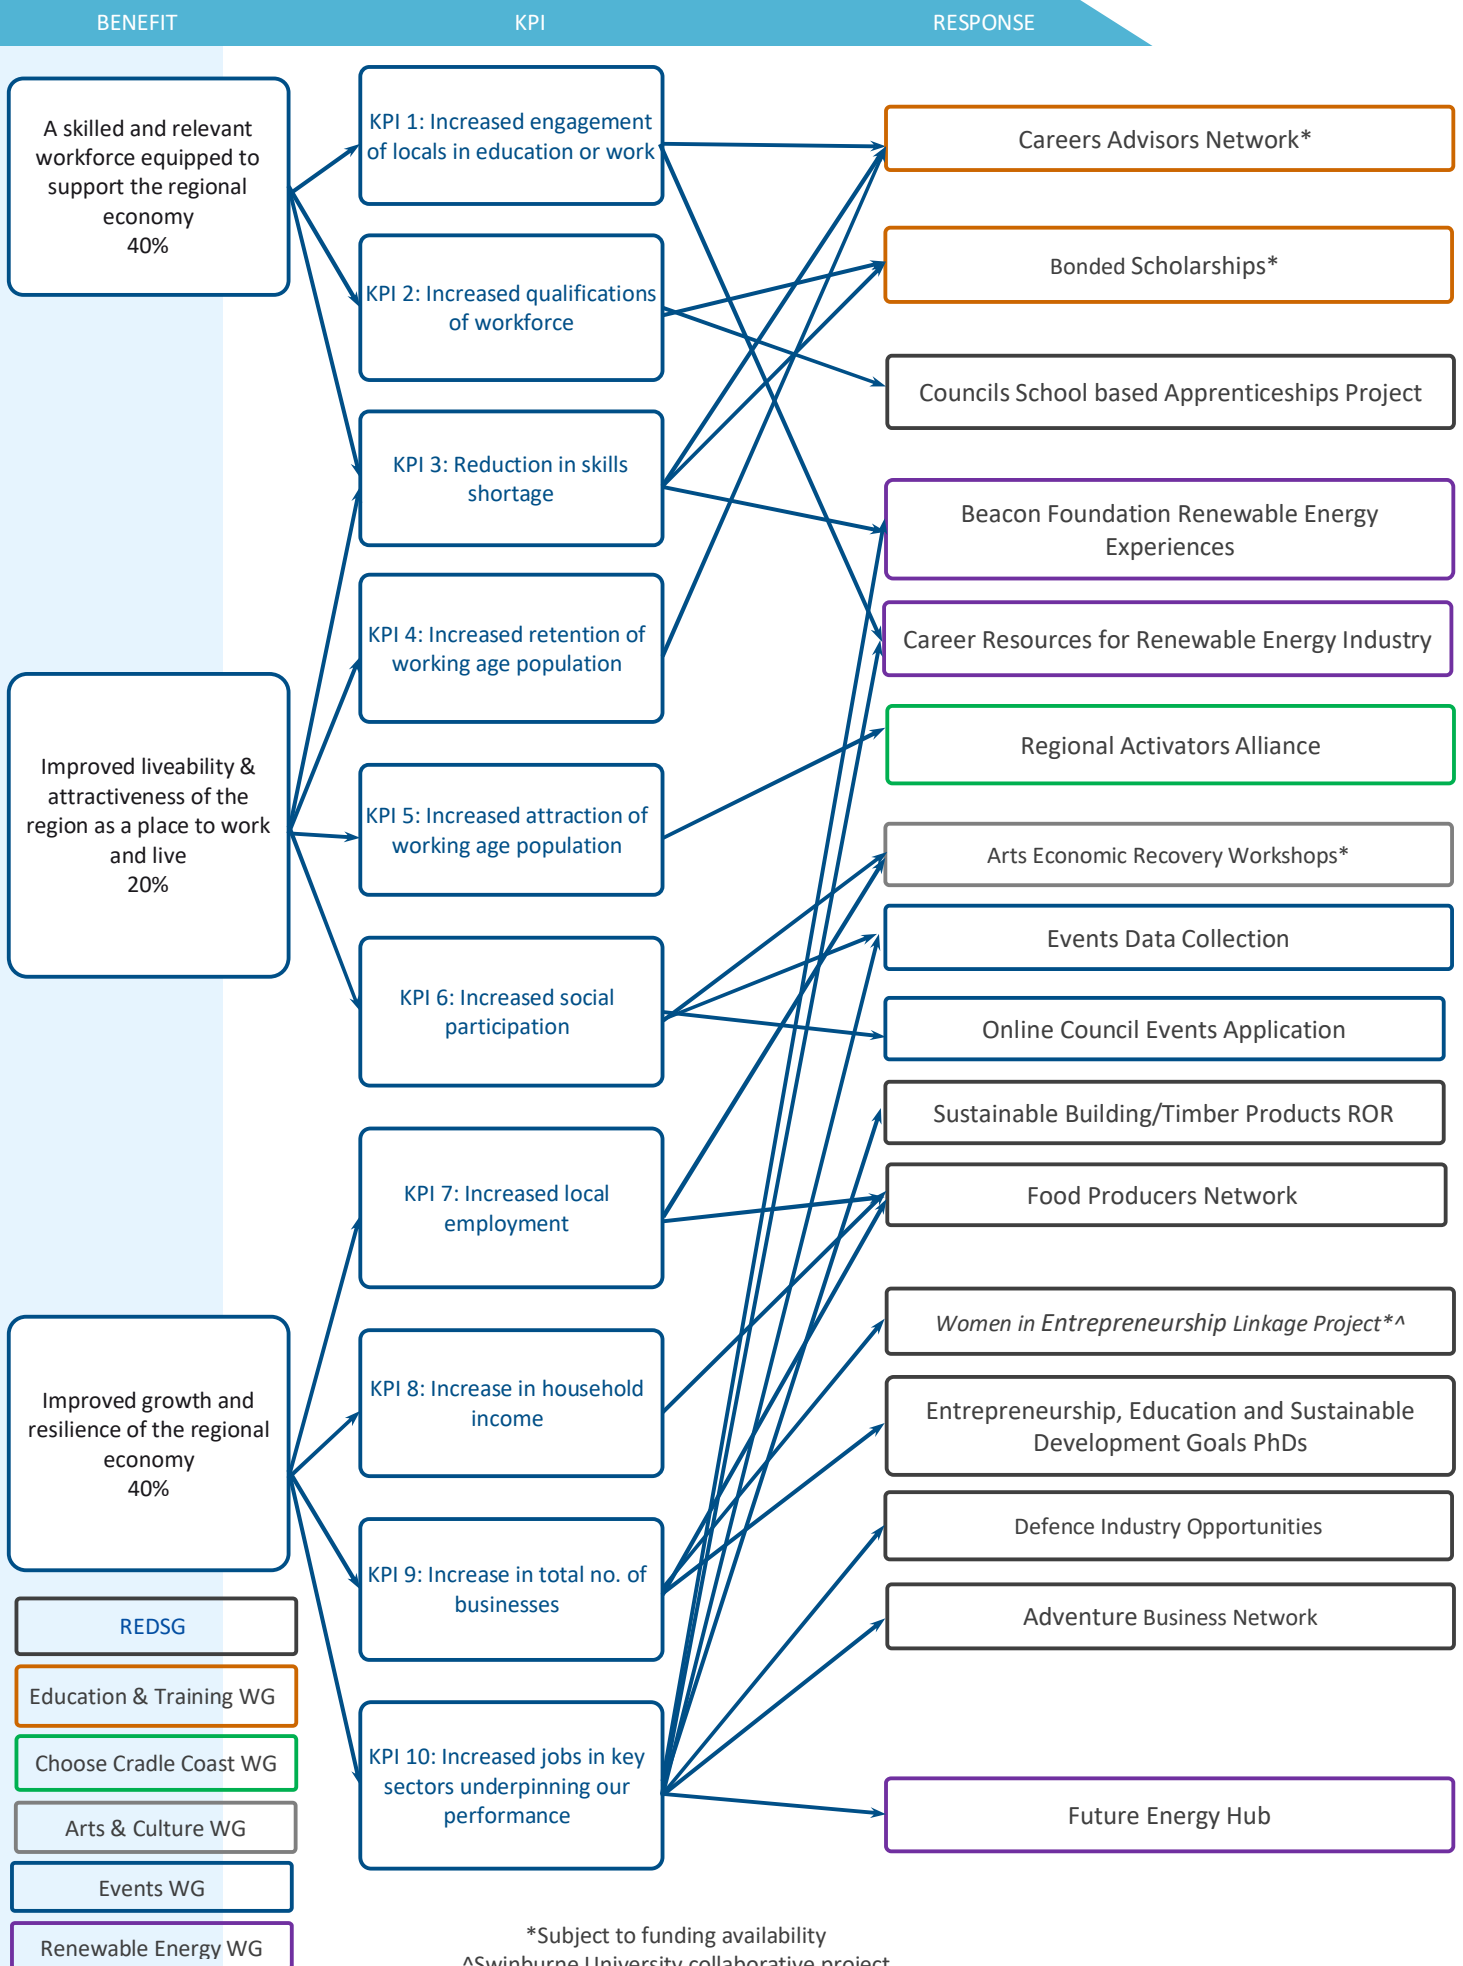 BENEFIT
KPI
RESPONSE
A skilled and relevant
workforce equipped to
support the regional
economy
40%
Improved liveability &
attractiveness of the
region as a place to work
and live
20%
Improved growth and
resilience of the regional
economy
40%
KPI 1: Increased engagement
of locals in education or work
KPI 2: Increased qualifications
of workforce
KPI 3: Reduction in skills
shortage
KPI 4: Increased retention of
working age population
KPI 5: Increased attraction of
working age population
KPI 6: Increased social
participation
KPI 7: Increased local
employment
KPI 8: Increase in household
income
KPI 9: Increase in total no. of
businesses
KPI 10: Increased jobs in key
sectors underpinning our
performance
Careers Advisors Network*
Bonded Scholarships*
Councils School based Apprenticeships Project
Beacon Foundation Renewable Energy
Experiences
Career Resources for Renewable Energy Industry
Regional Activators Alliance
Arts Economic Recovery Workshops*
Events Data Collection
Online Council Events Application
Sustainable Building/Timber Products ROR
Food Producers Network
Women in Entrepreneurship Linkage Project*^
Entrepreneurship, Education and Sustainable
Development Goals PhDs
Defence Industry Opportunities
Adventure Business Network
Future Energy Hub
REDSG
Education & Training WG
Choose Cradle Coast WG
Arts & Culture WG
Events WG
Renewable Energy WG
*Subject to funding availability
^Swinburne University collaborative project